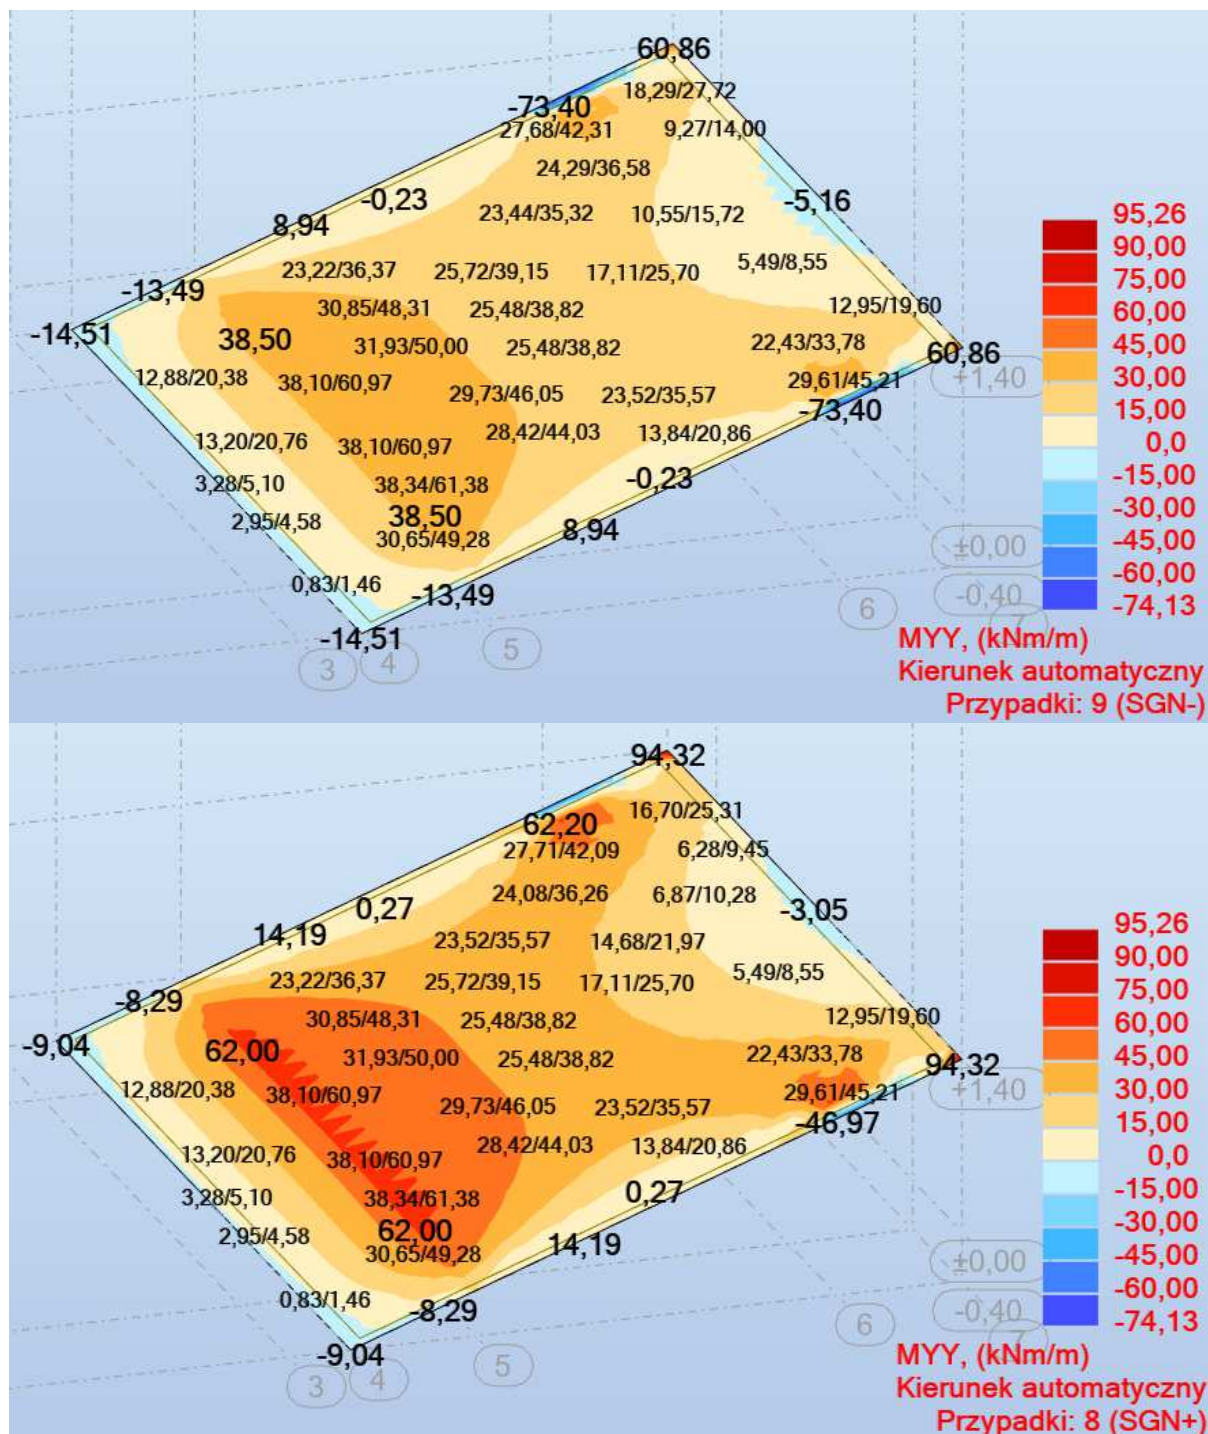 60,86
18,29/27,72
-73,40
27,68/42,31 9,27/14,00
24,29/36,58
-0,23 23,44/35,32 10,55/15,72 -5,16
8,94
23,22/36,37 25,72/39,15 17,11/25,70 5,49/8,55
-13,49
30,85/48,31 25,48/38,82 12,95/19,60
-14,51 38,50 31,93/50,00 25,48/38,82 22,43/33,78 60,86
12,88/20,38 38,10/60,97 29,73/46,05 23,52/35,57 29,61/45,21 +1,40
-73,40
13,20/20,76 38,10/60,97 28,42/44,03 13,84/20,86
3,28/5,10 38,34/61,38 -0,23
2,95/4,58 38,50 8,94
30,65/49,28
±0,00
0,83/1,46 -13,49 -0,40
6 7
-14,51
3 4 5
95,26
90,00
75,00
60,00
45,00
30,00
15,00
0,0
-15,00
-30,00
-45,00
-60,00
-74,13
MYY, (kNm/m)
Kierunek automatyczny
Przypadki: 9 (SGN-)
94,32
16,70/25,31
62,20
27,71/42,09 6,28/9,45
24,08/36,26 6,87/10,28
0,27 -3,05
14,19 23,52/35,57 14,68/21,97
23,22/36,37 25,72/39,15 17,11/25,70 5,49/8,55
-8,29
30,85/48,31 25,48/38,82 12,95/19,60
-9,04 62,00 31,93/50,00 25,48/38,82 22,43/33,78 94,32
12,88/20,38 38,10/60,97 29,73/46,05 23,52/35,57 29,61/45,21 +1,40
-46,97
13,20/20,76 38,10/60,97 28,42/44,03 13,84/20,86
3,28/5,10 38,34/61,38 0,27
2,95/4,58 62,00 14,19
30,65/49,28
±0,00
0,83/1,46 -8,29 -0,40
6 7
-9,04
3 4 5
95,26
90,00
75,00
60,00
45,00
30,00
15,00
0,0
-15,00
-30,00
-45,00
-60,00
-74,13
MYY, (kNm/m)
Kierunek automatyczny
Przypadki: 8 (SGN+)